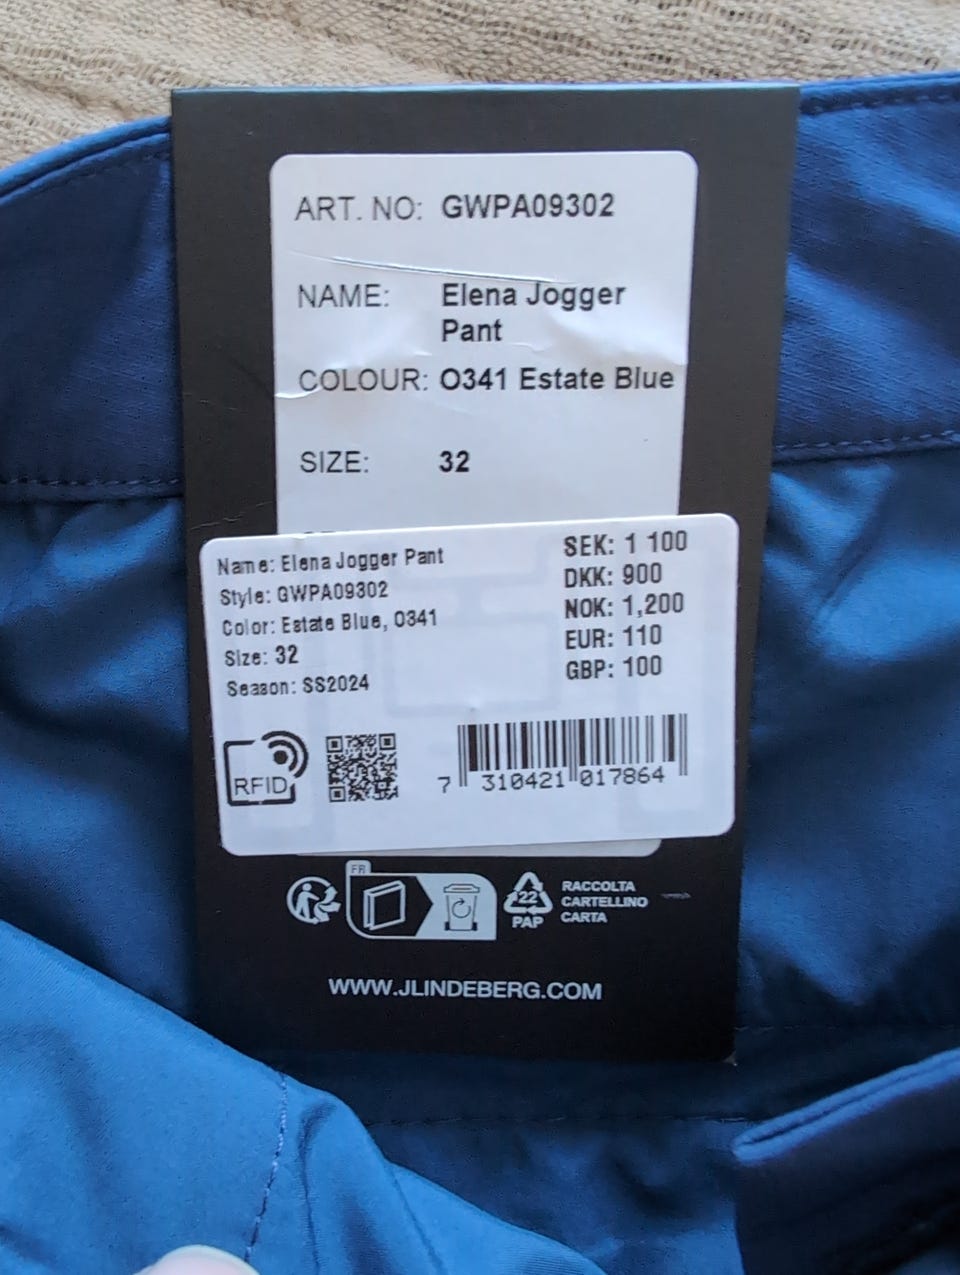 ART. NO: GWPA09302
NAME: Elena Jogger
Pant
COLOUR: O341 Estate Blue
SIZE: 32
Name: Elena Jogger Pant
Style: GWPA09302
Color: Estate Blue, O341
Size: 32
Season: SS2024
SEK: 1 100
DKK: 900
NOK: 1,200
EUR: 110
GBP: 100
RFID
7 310421 017864
FR
22
PAP
RACCOLTA
CARTELLINO
CARTA
WWW.JLINDEBERG.COM